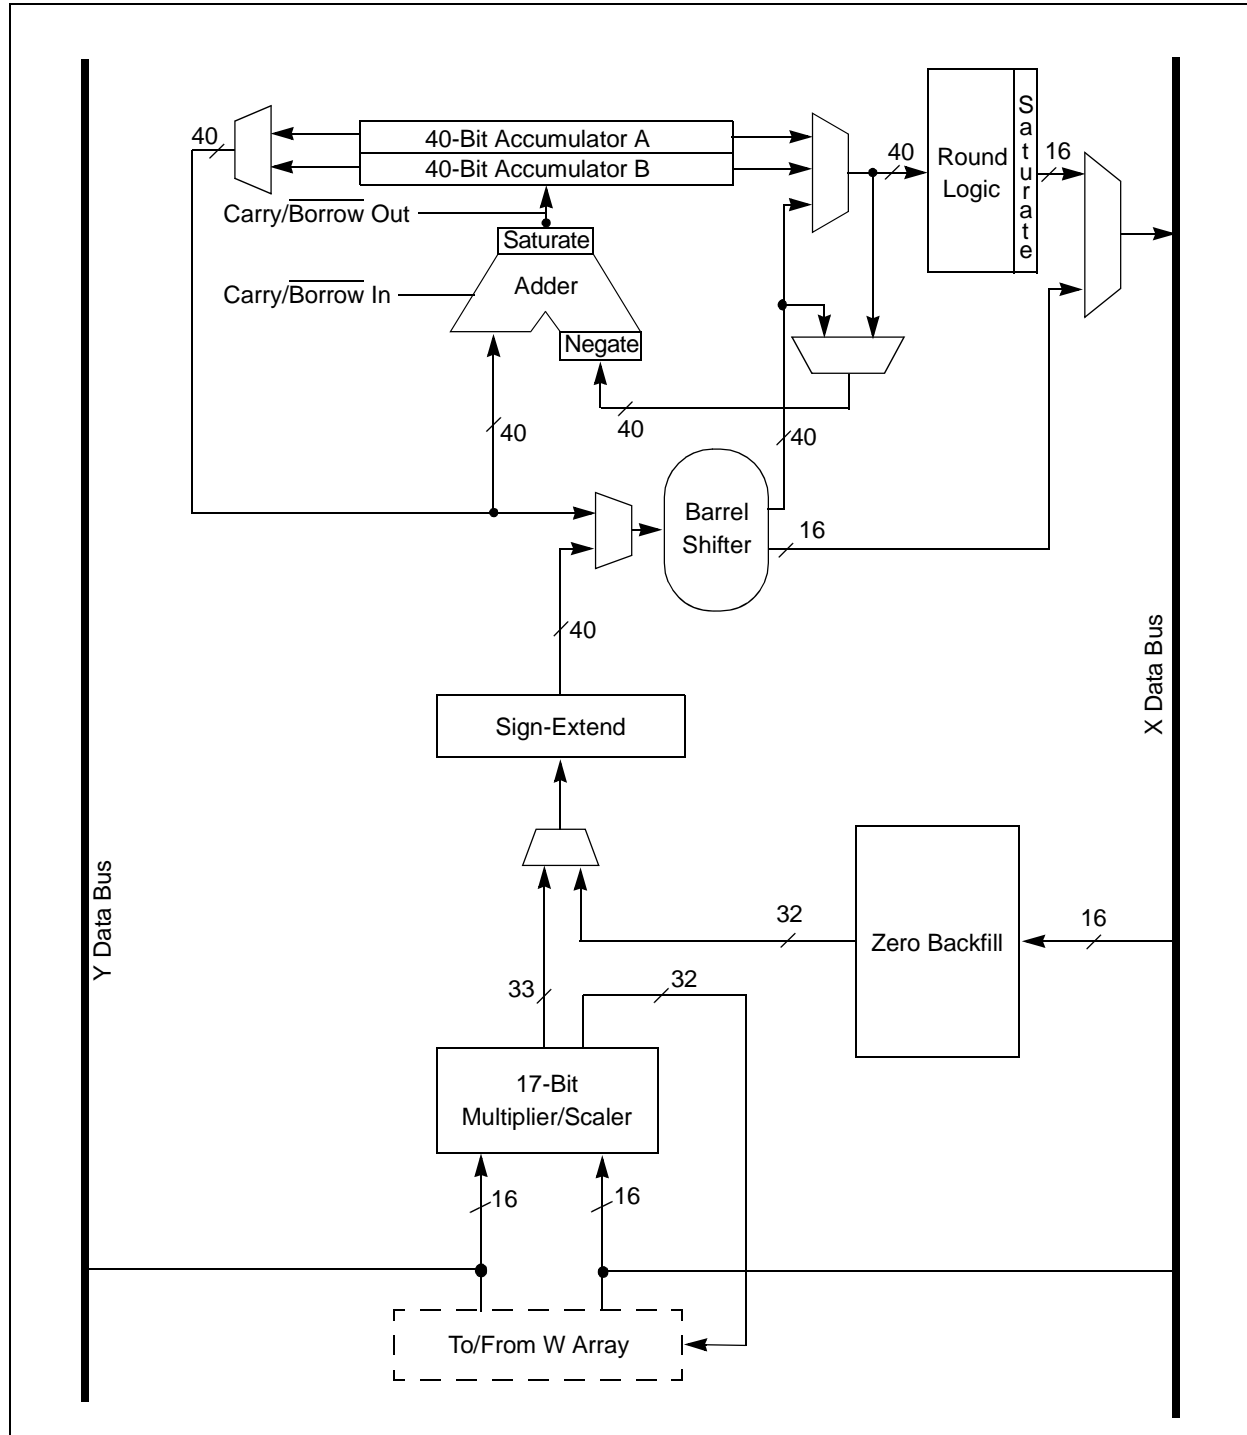 40
40-Bit Accumulator A
40-Bit Accumulator B
Carry/Borrow Out
Saturate
Carry/Borrow In
Adder
Negate
40
Round
Logic
Saturate
16
40
40
40
Barrel
Shifter
16
40
Sign-Extend
X Data Bus
Y Data Bus
32
Zero Backfill
16
33
32
17-Bit
Multiplier/Scaler
16
16
To/From W Array